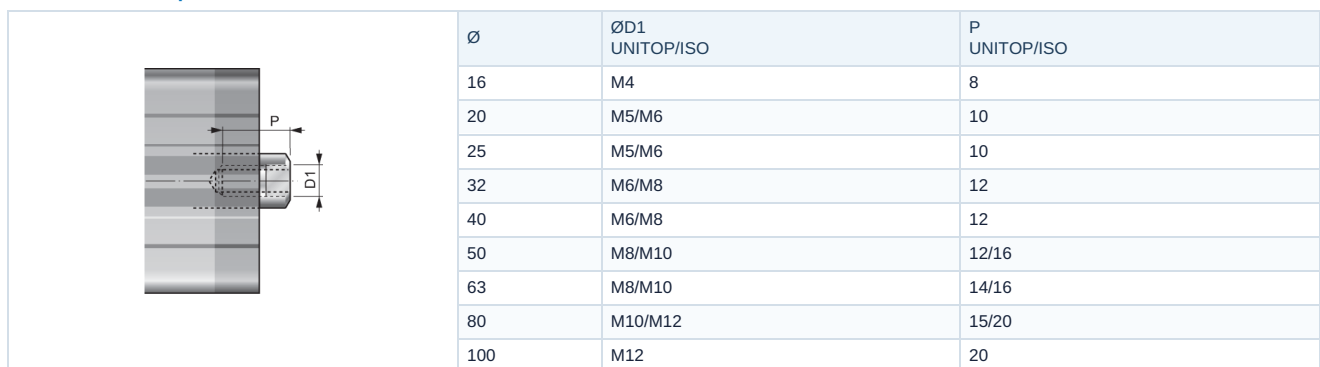 P
D1
Ø
ØD1
UNITOP/ISO
P
UNITOP/ISO
16 M4 8
20 M5/M6 10
25 M5/M6 10
32 M6/M8 12
40 M6/M8 12
50 M8/M10 12/16
63 M8/M10 14/16
80 M10/M12 15/20
100 M12 20